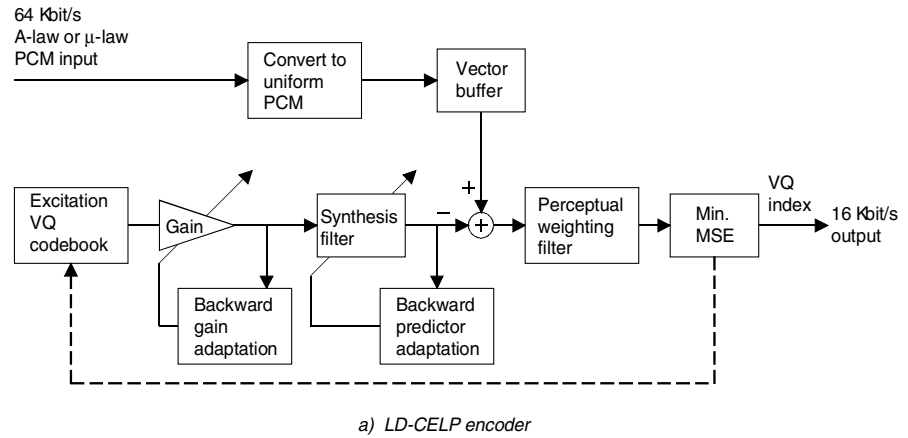 64 Kbit/s
A-law or μ-law
PCM input
Convert to
uniform
PCM
Vector
buffer
Excitation
VQ
codebook
Gain
Synthesis
filter
+
−
+
Perceptual
weighting
filter
Min.
MSE
VQ
index
16 Kbit/s
output
Backward
gain
adaptation
Backward
predictor
adaptation
a) LD-CELP encoder